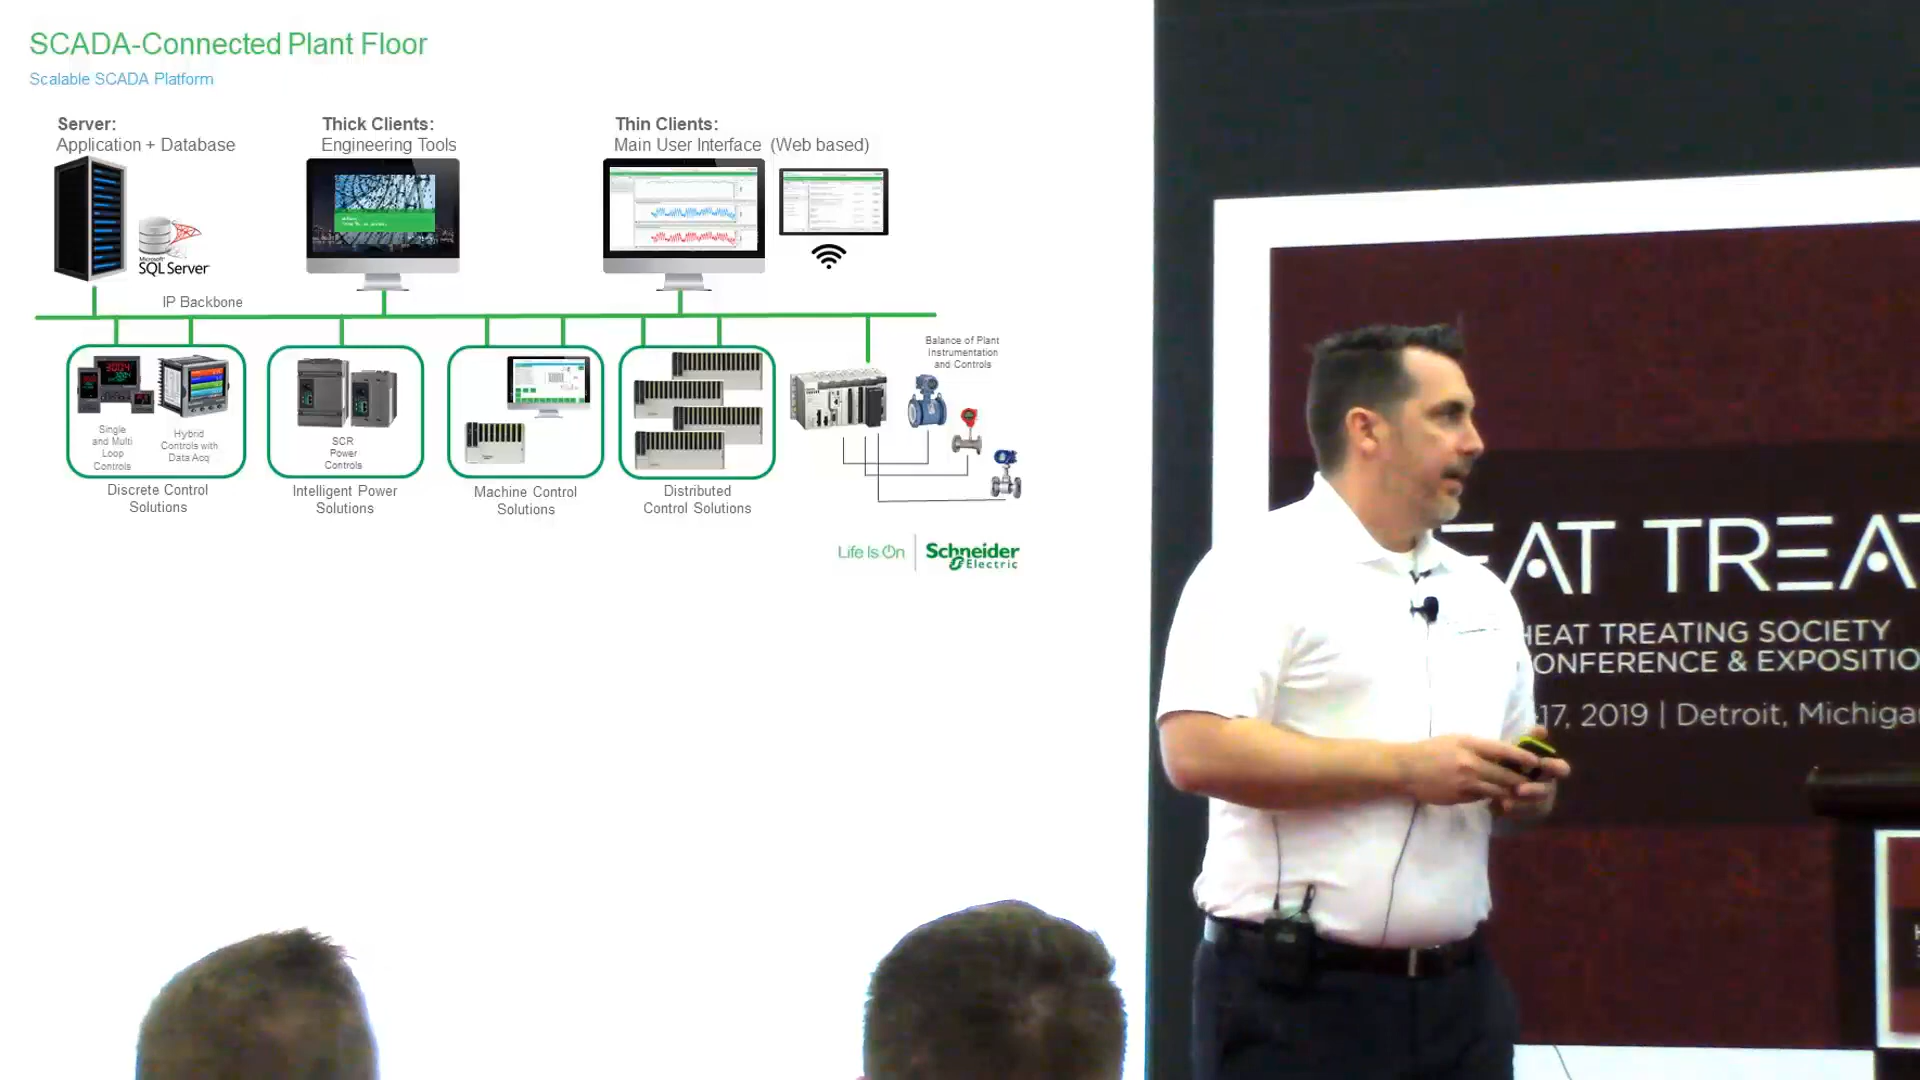 SCADA-Connected Plant Floor
Scalable SCADA Platform
Server:
Application + Database
Thick Clients:
Engineering Tools
Thin Clients:
Main User Interface (Web based)
Microsoft
SQL Server
IP Backbone
Single
and Multi
Loop
Controls
Hybrid
Controls with
Data Acq
Discrete Control
Solutions
SCR
Power
Controls
Intelligent Power
Solutions
Machine Control
Solutions
Distributed
Control Solutions
Balance of Plant
Instrumentation
and Controls
Life Is On
Schneider
Electric
EAT TREA
HEAT TREATING SOCIETY
ONFERENCE & EXPOSITIO
17, 2019 | Detroit, Michigan